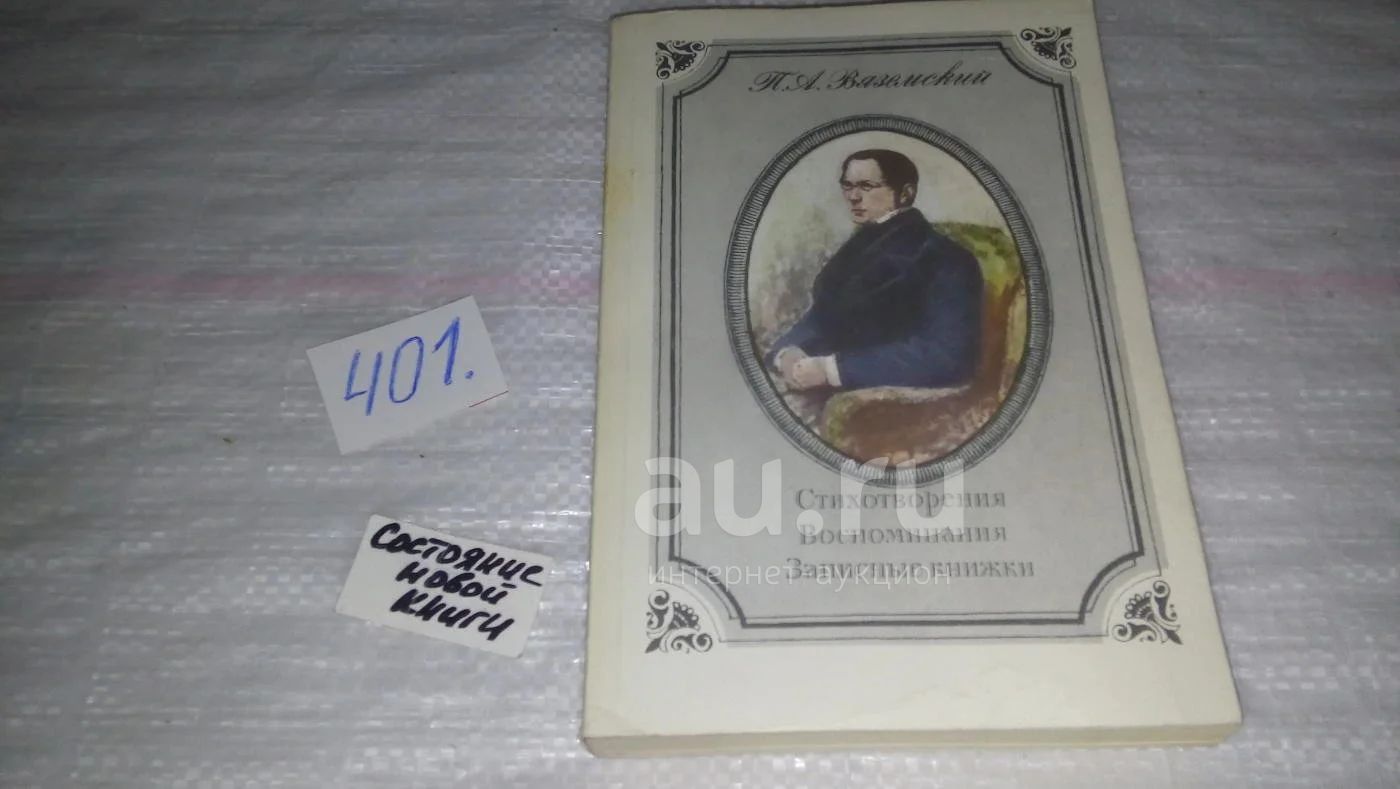 П.А. Вяземский
401.
Состояние
новой
книги
Стихотворения
Воспоминания
Записные книжки
au.ru
интернет-аукцион